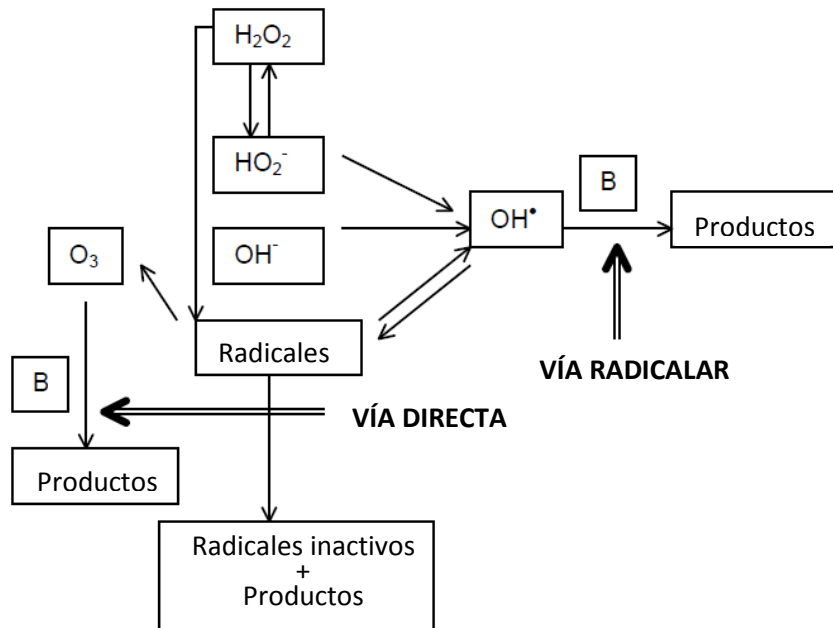 H₂O₂
HO₂⁻
B
OH•
Productos
O₃
OH⁻
Radicales
VÍA RADICALAR
B
VÍA DIRECTA
Productos
Radicales inactivos
+
Productos